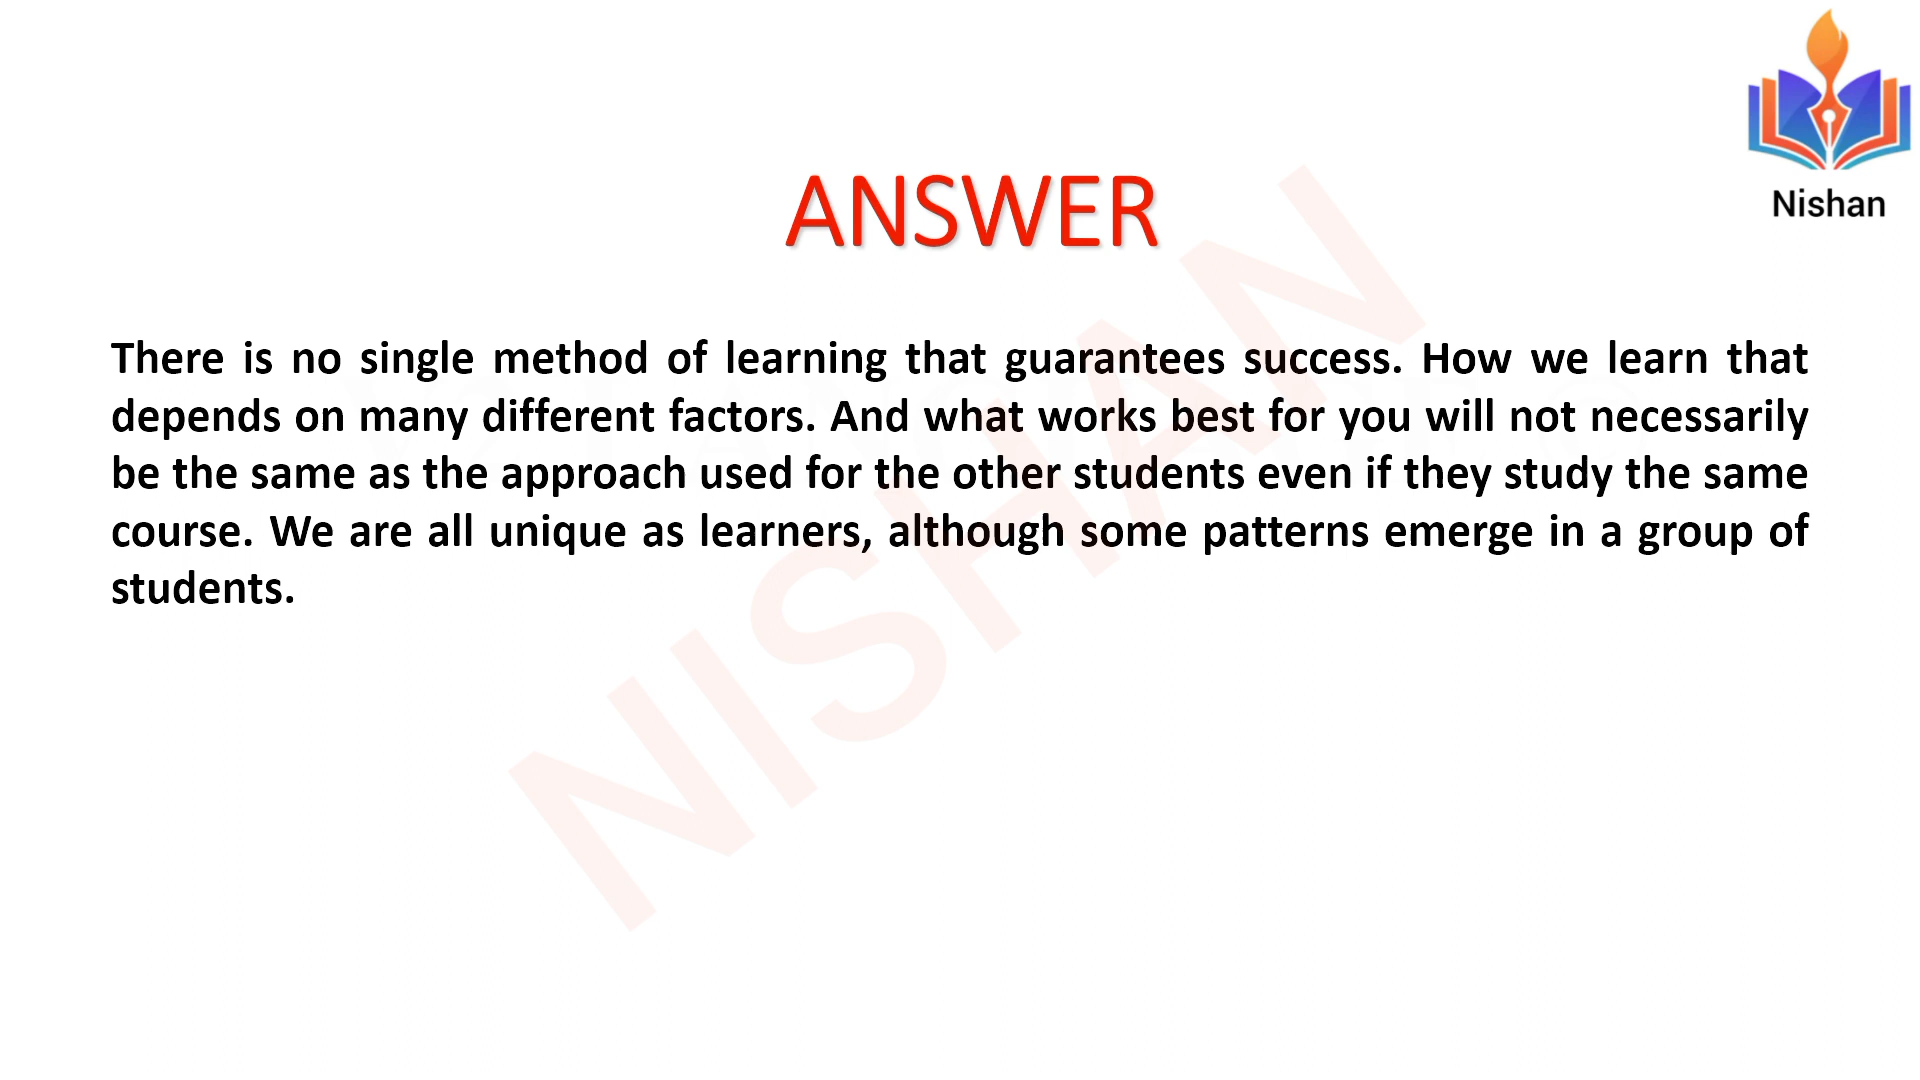 Nishan
ANSWER
There is no single method of learning that guarantees success. How we learn that
depends on many different factors. And what works best for you will not necessarily
be the same as the approach used for the other students even if they study the same
course. We are all unique as learners, although some patterns emerge in a group of
students.
NISHAN